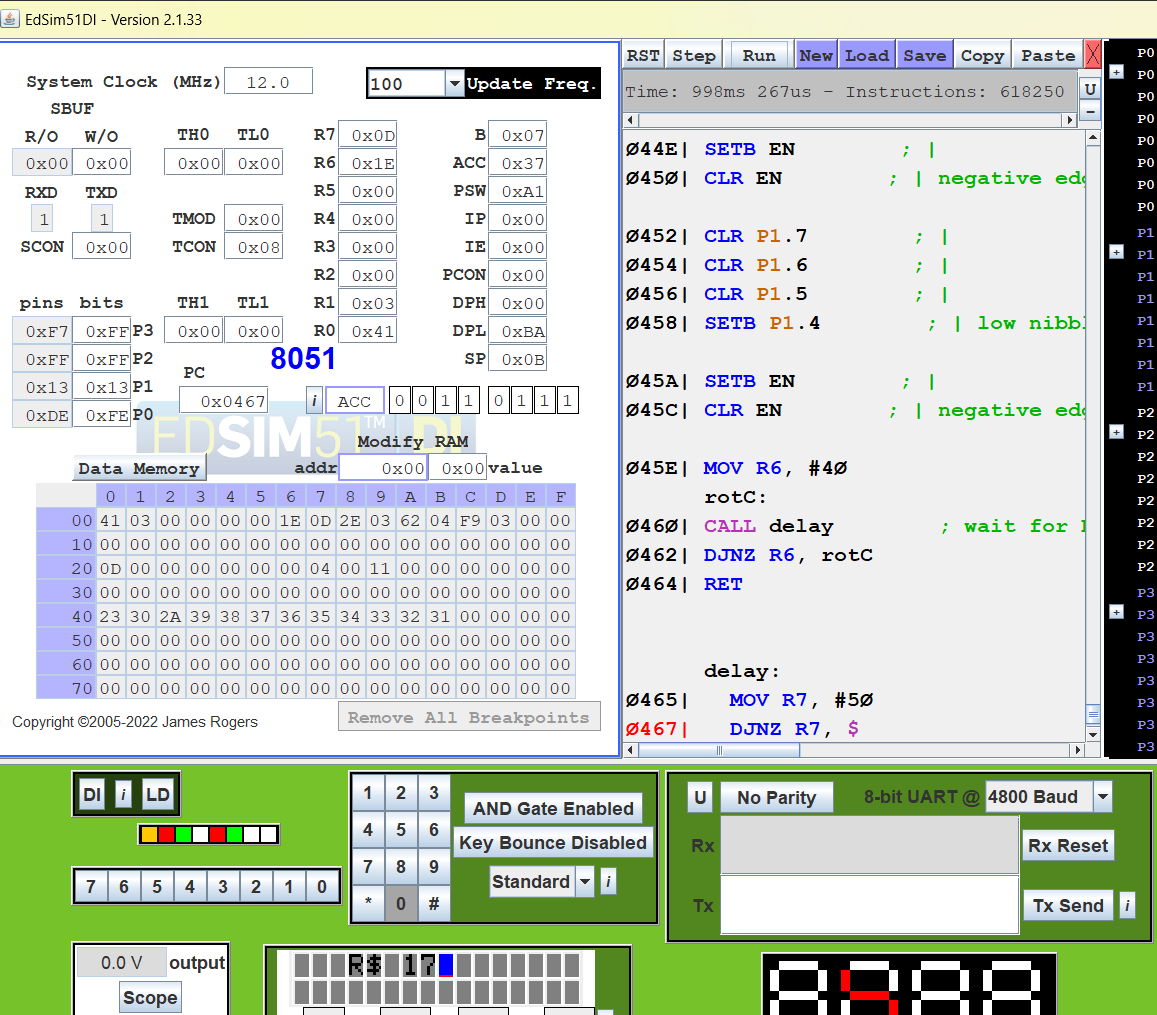 EdSim51DI - Version 2.1.33
System Clock (MHz) 12.0 100 Update Freq.
SBUF
R/O W/O TH0 TL0 R7 0x0D B 0x07
0x00 0x00 0x00 0x00 R6 0x1E ACC 0x37
RXD TXD R5 0x00 PSW 0xA1
1 1 TMOD 0x00 R4 0x00 IP 0x00
SCON 0x00 TCON 0x08 R3 0x00 IE 0x00
R2 0x00 PCON 0x00
pins bits TH1 TL1 R1 0x03 DPH 0x00
0xF7 0xFF P3 0x00 0x00 R0 0x41 DPL 0xBA
0xFF 0xFF P2 8051 SP 0x0B
0x13 0x13 P1 PC
0xDE 0xFE P0 0x0467 i ACC 0 0 1 1 0 1 1 1
EDSIM51™ DI
Modify RAM
Data Memory addr 0x00 0x00 value
0 1 2 3 4 5 6 7 8 9 A B C D E F
00 41 03 00 00 00 00 1E 0D 2E 03 62 04 F9 03 00 00
10 00 00 00 00 00 00 00 00 00 00 00 00 00 00 00 00
20 0D 00 00 00 00 00 00 04 00 11 00 00 00 00 00 00
30 00 00 00 00 00 00 00 00 00 00 00 00 00 00 00 00
40 23 30 2A 39 38 37 36 35 34 33 32 31 00 00 00 00
50 00 00 00 00 00 00 00 00 00 00 00 00 00 00 00 00
60 00 00 00 00 00 00 00 00 00 00 00 00 00 00 00 00
70 00 00 00 00 00 00 00 00 00 00 00 00 00 00 00 00
Copyright ©2005-2022 James Rogers Remove All Breakpoints
RST Step Run New Load Save Copy Paste X
Time: 998ms 267us - Instructions: 618250 U
-
044E| SETB EN ; |
0450| CLR EN ; | negative edg
0452| CLR P1.7 ; |
0454| CLR P1.6 ; |
0456| CLR P1.5 ; |
0458| SETB P1.4 ; | low nibbl
045A| SETB EN ; |
045C| CLR EN ; | negative edg
045E| MOV R6, #40
rotC:
0460| CALL delay ; wait for
0462| DJNZ R6, rotC
0464| RET
delay:
0465| MOV R7, #50
0467| DJNZ R7, $
P0
+ P0
P0
P0
P0
P0
P0
P0
P1
+ P1
P1
P1
P1
P1
P1
P1
P2
+ P2
P2
P2
P2
P2
P2
P2
P3
+ P3
P3
P3
P3
P3
P3
P3
DI i LD
7 6 5 4 3 2 1 0
0.0 V output
Scope
1 2 3
4 5 6
7 8 9
* 0 #
AND Gate Enabled
Key Bounce Disabled
Standard i
R$ 17
U No Parity 8-bit UART @ 4800 Baud
Rx Rx Reset
Tx Tx Send i